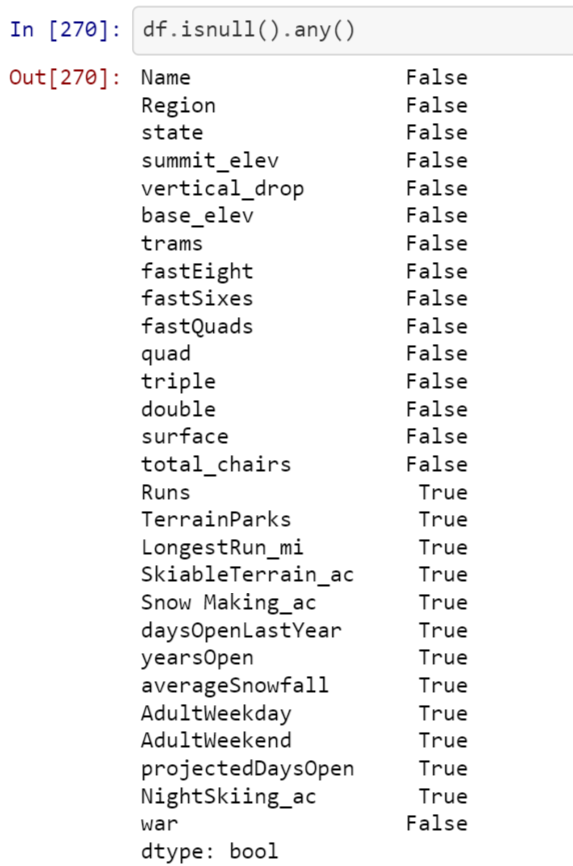 In [270]: df.isnull().any()
Out[270]: Name False
Region False
state False
summit_elev False
vertical_drop False
base_elev False
trams False
fastEight False
fastSixes False
fastQuads False
quad False
triple False
double False
surface False
total_chairs False
Runs True
TerrainParks True
LongestRun_mi True
SkiableTerrain_ac True
Snow Making_ac True
daysOpenLastYear True
yearsOpen True
averageSnowfall True
AdultWeekday True
AdultWeekend True
projectedDaysOpen True
NightSkiing_ac True
war False
dtype: bool